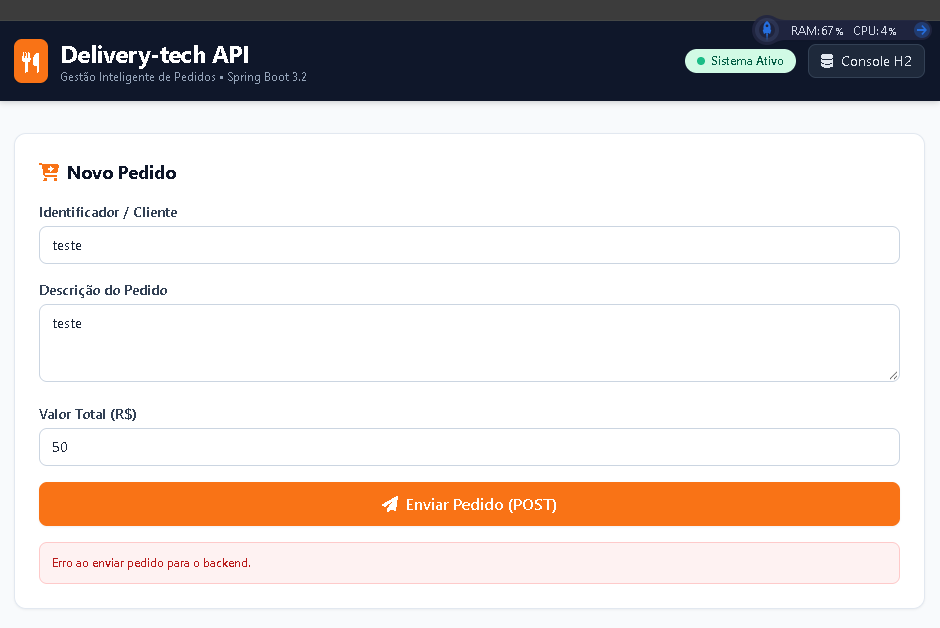 RAM:67% CPU:4%
Delivery-tech API
Gestão Inteligente de Pedidos • Spring Boot 3.2
Sistema Ativo
Console H2
Novo Pedido
Identificador / Cliente
teste
Descrição do Pedido
teste
Valor Total (R$)
50
Enviar Pedido (POST)
Erro ao enviar pedido para o backend.